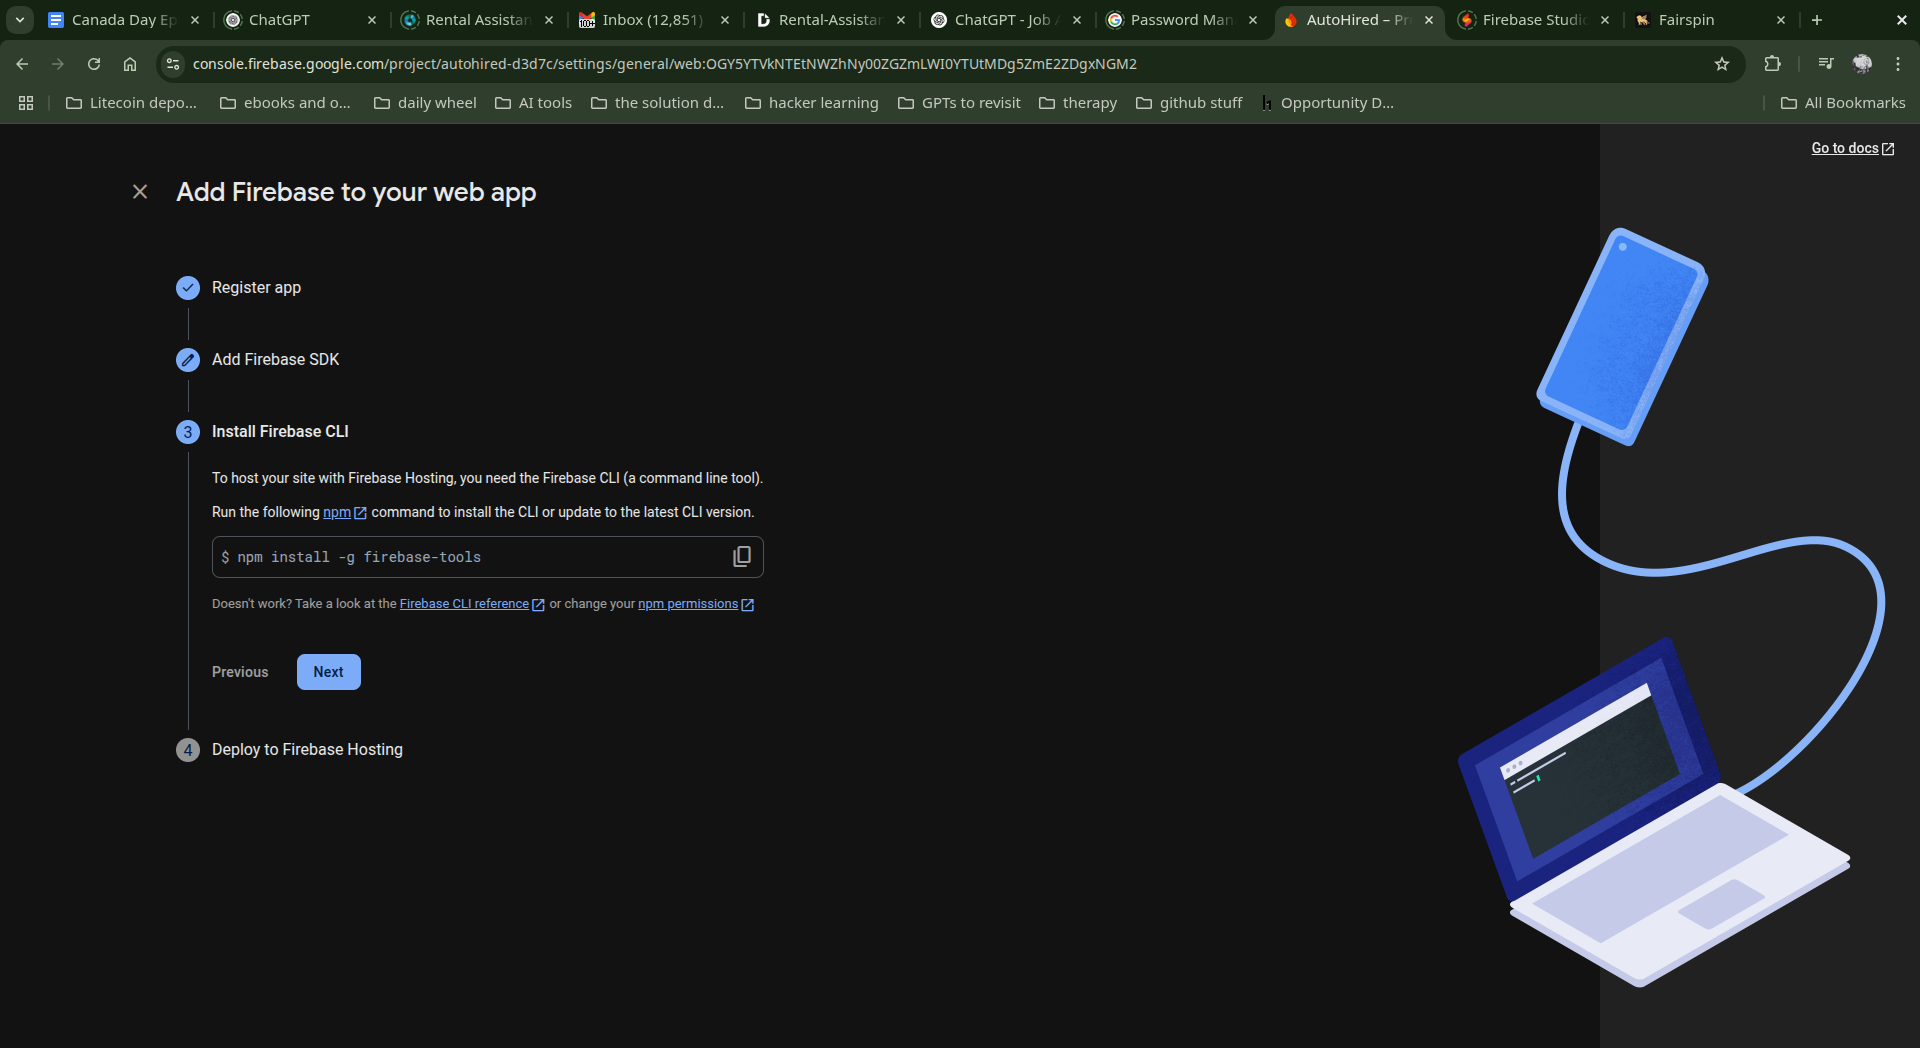 Canada Day Ep
ChatGPT
Rental Assistan
Inbox (12,851)
Rental-Assistan
ChatGPT - Job A
Password Man
AutoHired – Pr
Firebase Studio
Fairspin
console.firebase.google.com/project/autohired-d3d7c/settings/general/web:OGY5YTVkNTEtNWZhNy00ZGZmLWI0YTUtMDg5ZmE2ZDgxNGM2
Litecoin depo...
ebooks and o...
daily wheel
AI tools
the solution d...
hacker learning
GPTs to revisit
therapy
github stuff
Opportunity D...
All Bookmarks
Go to docs
Add Firebase to your web app
Register app
Add Firebase SDK
3 Install Firebase CLI
To host your site with Firebase Hosting, you need the Firebase CLI (a command line tool).
Run the following npm command to install the CLI or update to the latest CLI version.
$ npm install -g firebase-tools
Doesn't work? Take a look at the Firebase CLI reference or change your npm permissions
Previous
Next
4 Deploy to Firebase Hosting